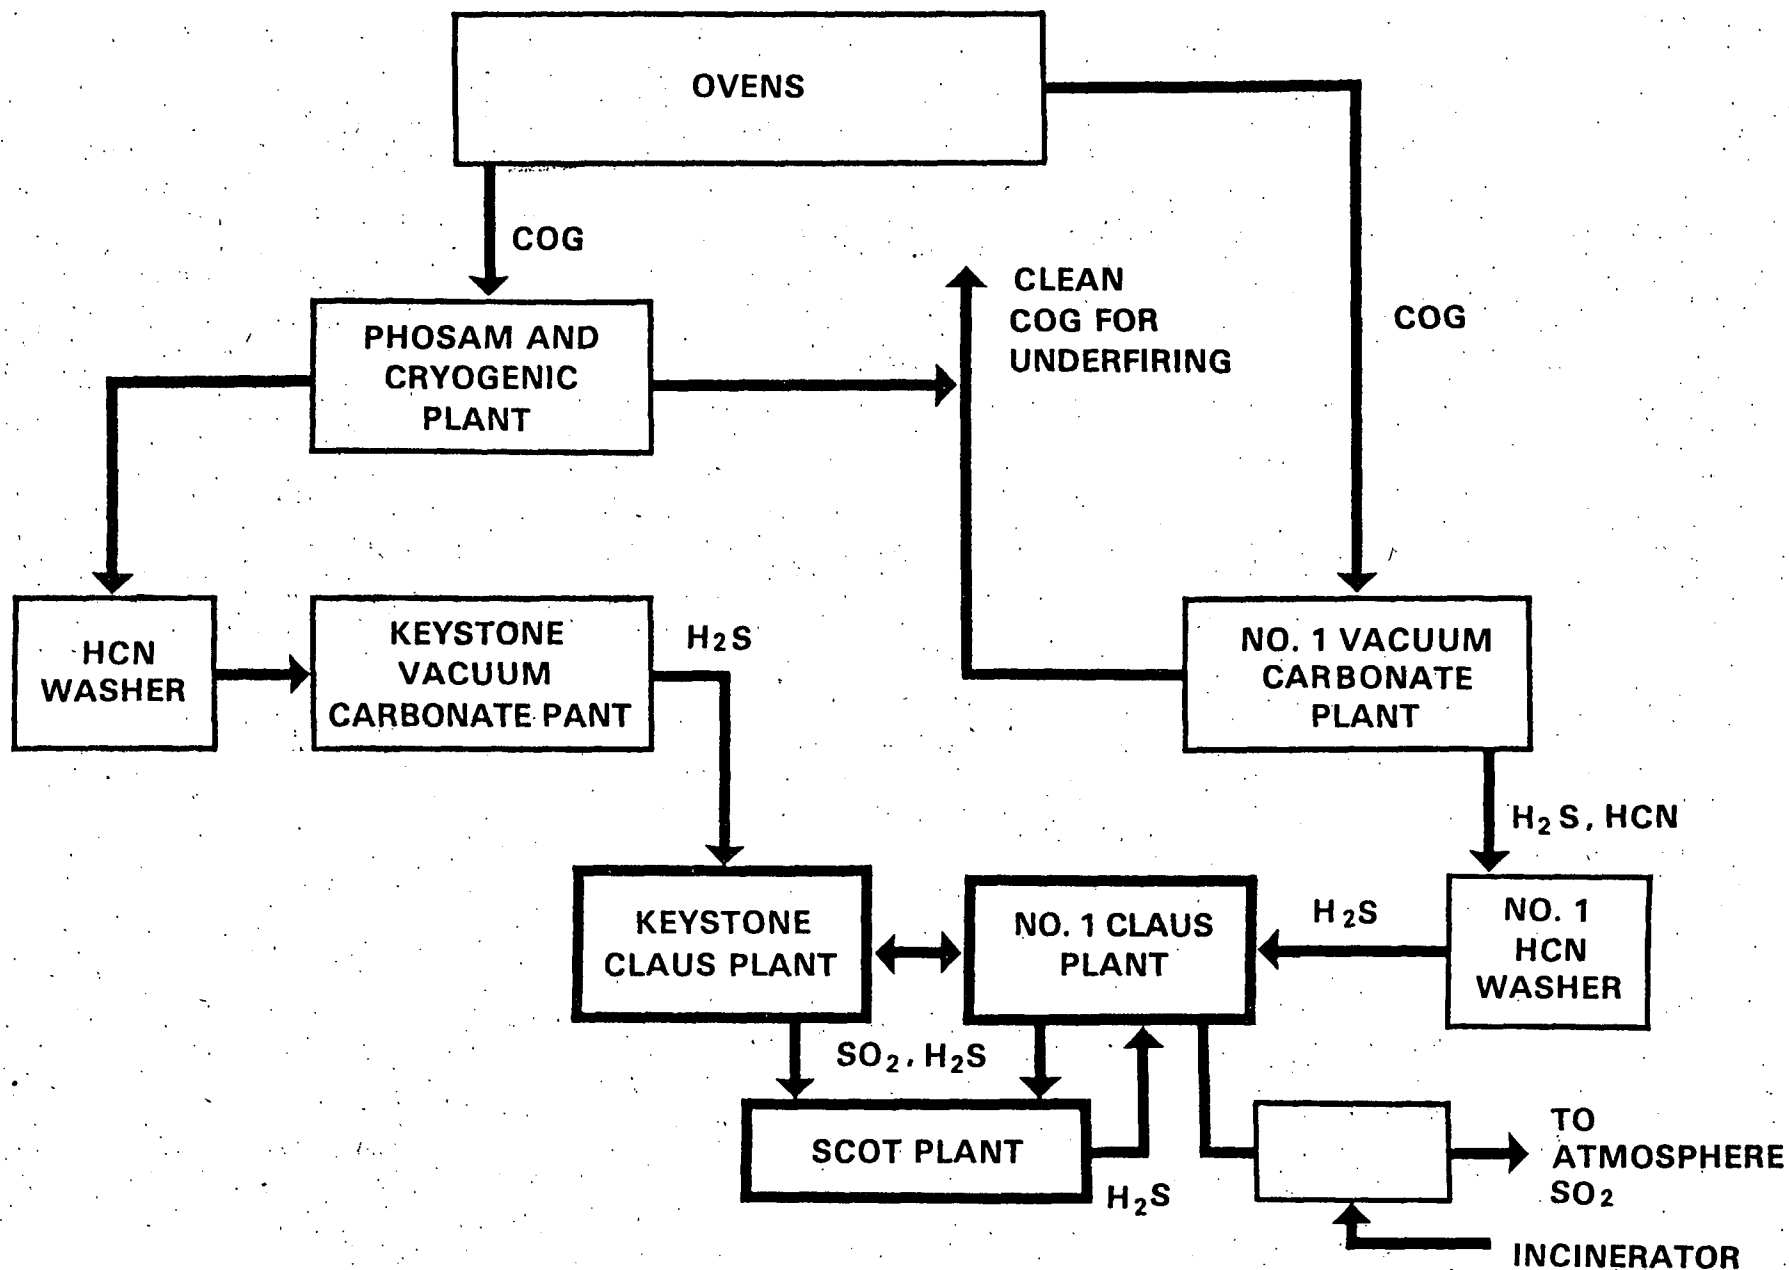 OVENS
COG
PHOSAM AND
CRYOGENIC
PLANT
CLEAN
COG FOR
UNDERFIRING
COG
HCN
WASHER
KEYSTONE
VACUUM
CARBONATE PANT
H₂S
NO. 1 VACUUM
CARBONATE
PLANT
H₂S, HCN
KEYSTONE
CLAUS PLANT
NO. 1 CLAUS
PLANT
H₂S
NO. 1
HCN
WASHER
SO₂, H₂S
SCOT PLANT
H₂S
TO
ATMOSPHERE
SO₂
INCINERATOR